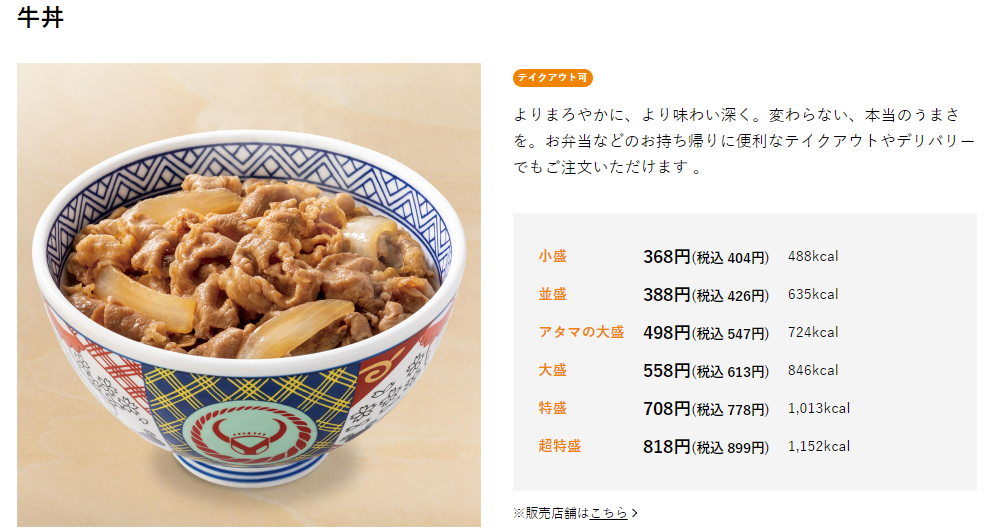 牛丼
テイクアウト可
よりまろやかに、より味わい深く。変わらない、本当のうまさ
を。お弁当などのお持ち帰りに便利なテイクアウトやデリバリー
でもご注文いただけます 。
小盛 368円(税込 404円) 488kcal
並盛 388円(税込 426円) 635kcal
アタマの大盛 498円(税込 547円) 724kcal
大盛 558円(税込 613円) 846kcal
特盛 708円(税込 778円) 1,013kcal
超特盛 818円(税込 899円) 1,152kcal
※販売店舗はこちら